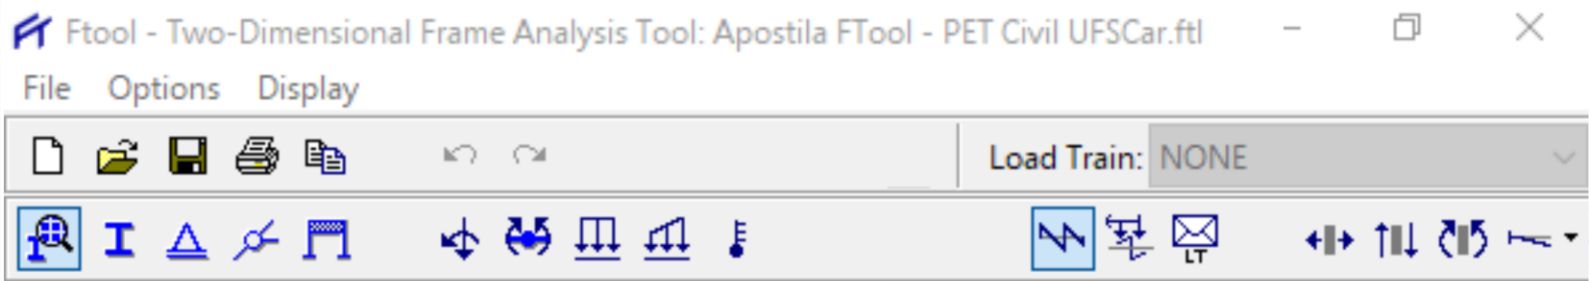 Ftool - Two-Dimensional Frame Analysis Tool: Apostila FTool - PET Civil UFSCar.ftl
File Options Display
Load Train: NONE
LT